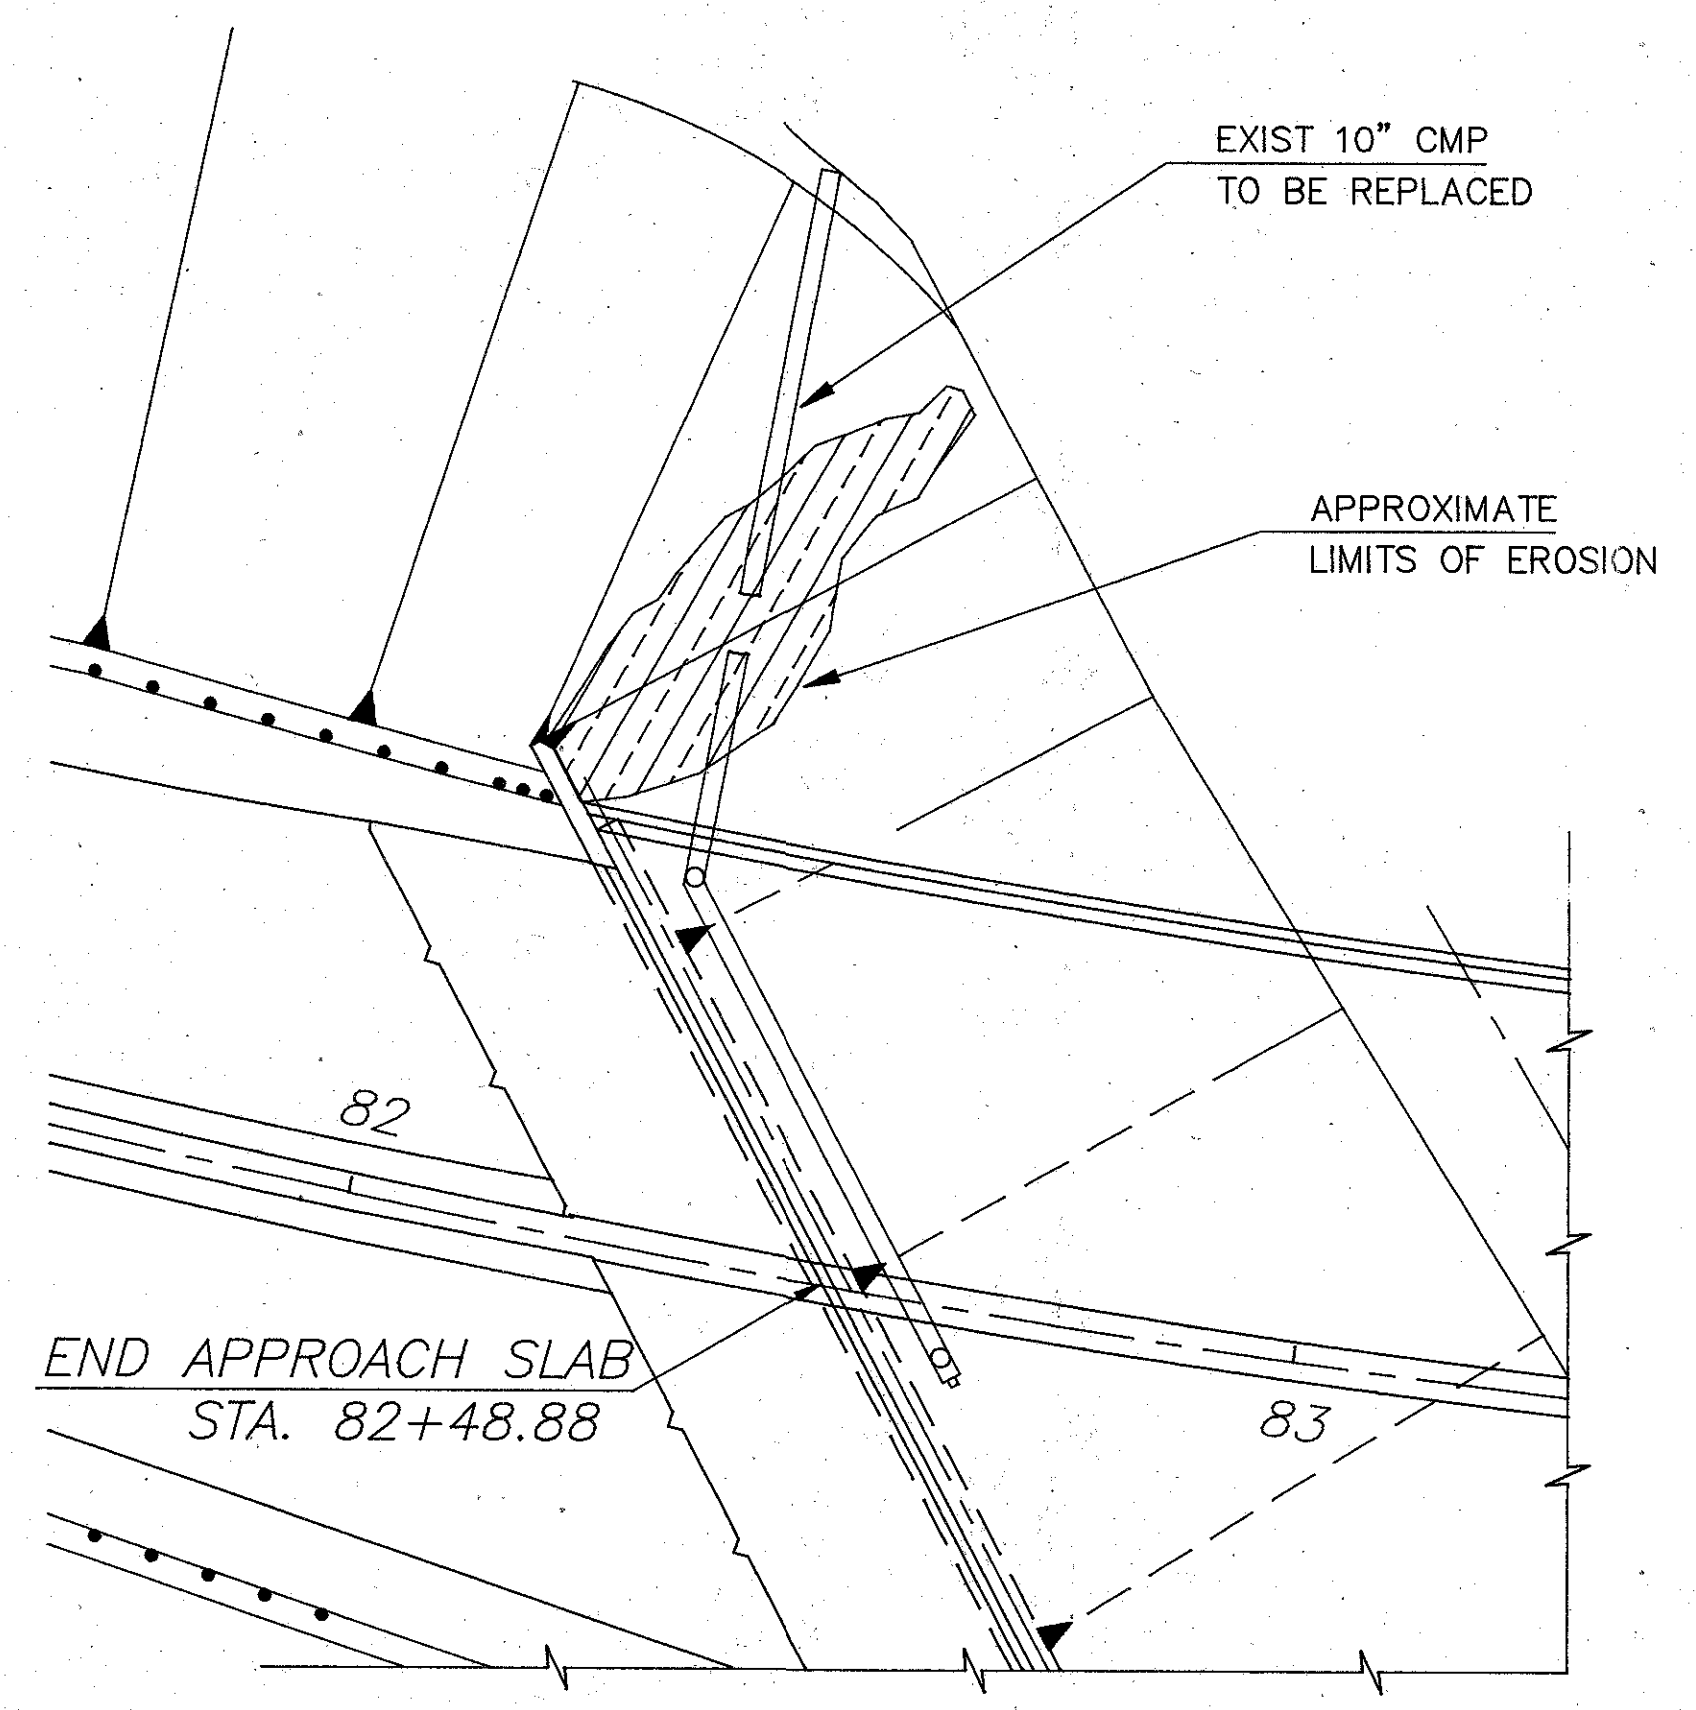 EXIST 10" CMP
TO BE REPLACED
APPROXIMATE
LIMITS OF EROSION
82
END APPROACH SLAB
STA. 82+48.88
83